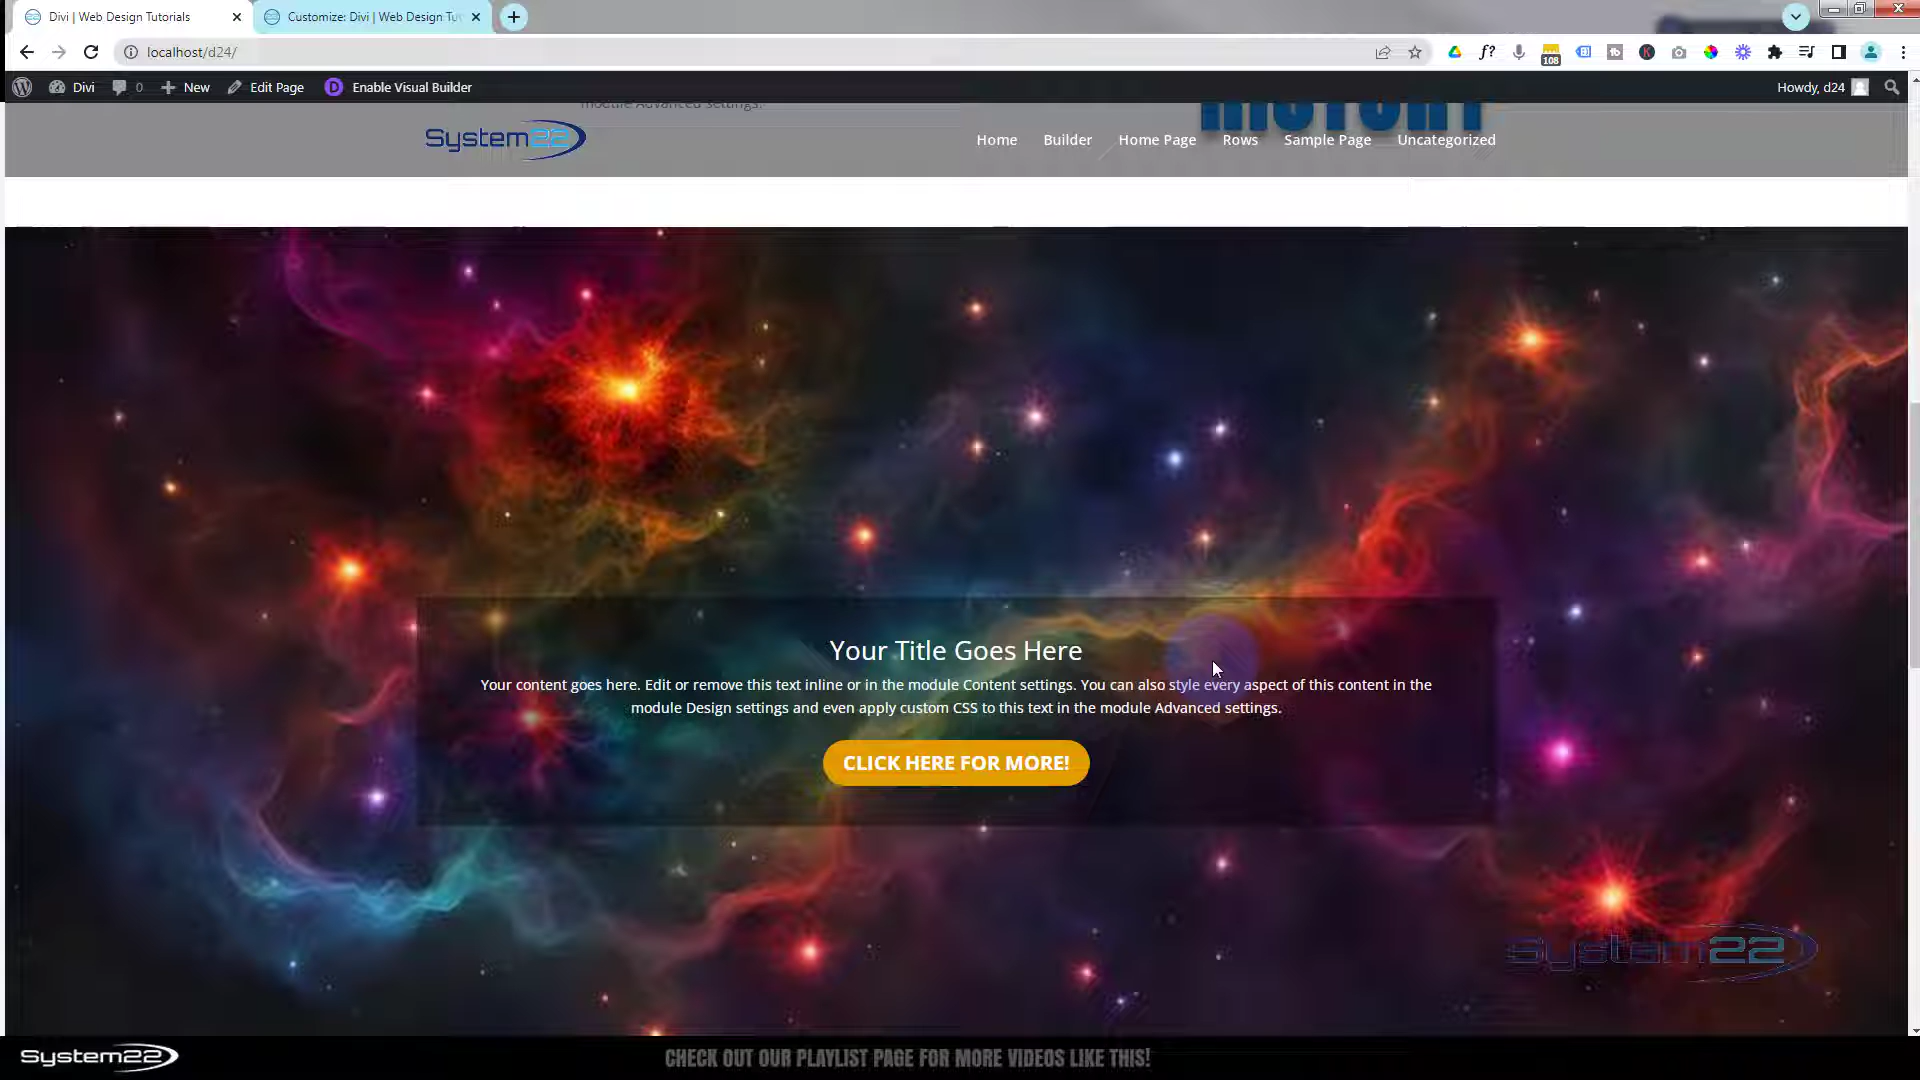 Divi | Web Design Tutorials
Customize: Divi | Web Design Tut
localhost/d24/
108
Divi
0
New
Edit Page
D
Enable Visual Builder
Howdy, d24
module Advanced settings.
HISTORY
System22
Home
Builder
Home Page
Rows
Sample Page
Uncategorized
Your Title Goes Here
Your content goes here. Edit or remove this text inline or in the module Content settings. You can also style every aspect of this content in the
module Design settings and even apply custom CSS to this text in the module Advanced settings.
CLICK HERE FOR MORE!
System22
System22
CHECK OUT OUR PLAYLIST PAGE FOR MORE VIDEOS LIKE THIS!